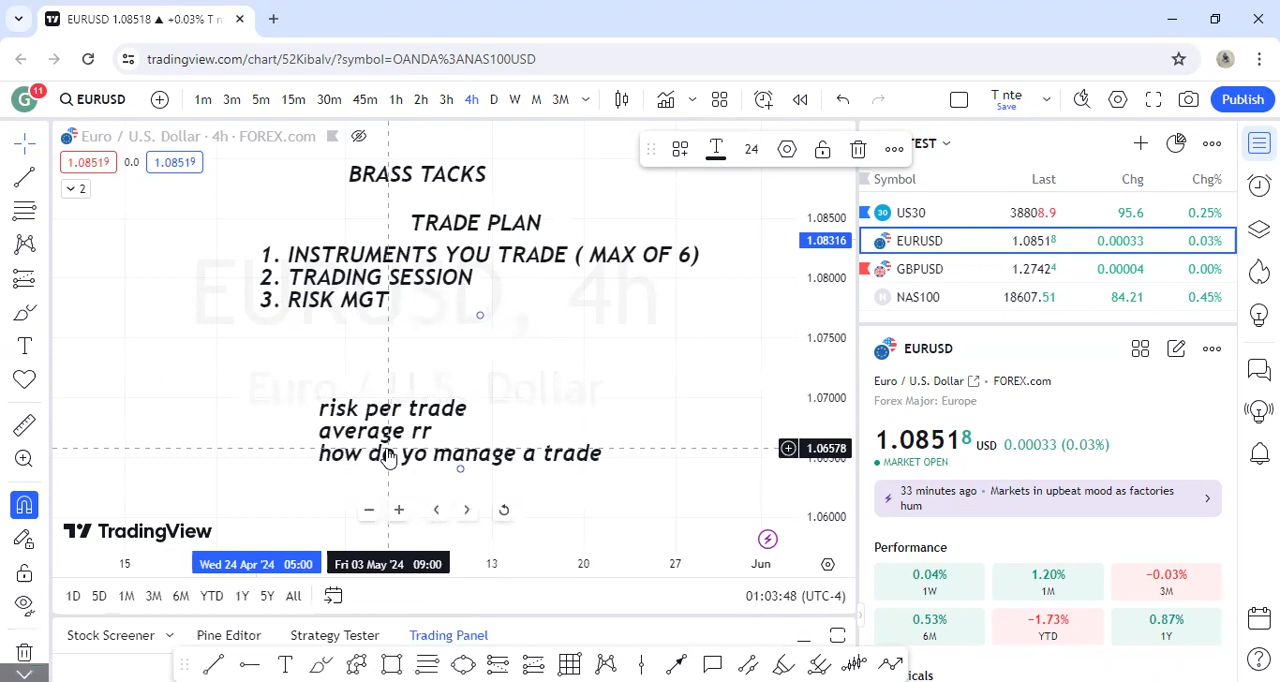 EURUSD 1.08518 ▲ +0.03% T n
tradingview.com/chart/52Kibalv/?symbol=OANDA%3ANAS100USD
G 11 EURUSD 1m 3m 5m 15m 30m 45m 1h 2h 3h 4h D W M 3M T nte Save Publish
Euro / U.S. Dollar · 4h · FOREX.com
1.08519 0.0 1.08519
2
24
TEST
BRASS TACKS
TRADE PLAN
1. INSTRUMENTS YOU TRADE ( MAX OF 6)
2. TRADING SESSION
3. RISK MGT
EURUSD, 4h
Euro / U.S. Dollar
risk per trade
average rr
how do yo manage a trade
TradingView
1.08500
1.08316
1.08000
1.07500
1.07000
1.06578
1.06000
15 Wed 24 Apr '24 05:00 Fri 03 May '24 09:00 13 20 27 Jun
1D 5D 1M 3M 6M YTD 1Y 5Y All 01:03:48 (UTC-4)
Stock Screener Pine Editor Strategy Tester Trading Panel
Symbol Last Chg Chg%
30 US30 38808.9 95.6 0.25%
EURUSD 1.08518 0.00033 0.03%
GBPUSD 1.27424 0.00004 0.00%
N NAS100 18607.51 84.21 0.45%
EURUSD
Euro / U.S. Dollar · FOREX.com
Forex Major: Europe
1.08518 USD 0.00033 (0.03%)
MARKET OPEN
33 minutes ago · Markets in upbeat mood as factories
hum
Performance
0.04% 1.20% −0.03%
1W 1M 3M
0.53% −1.73% 0.87%
6M YTD 1Y